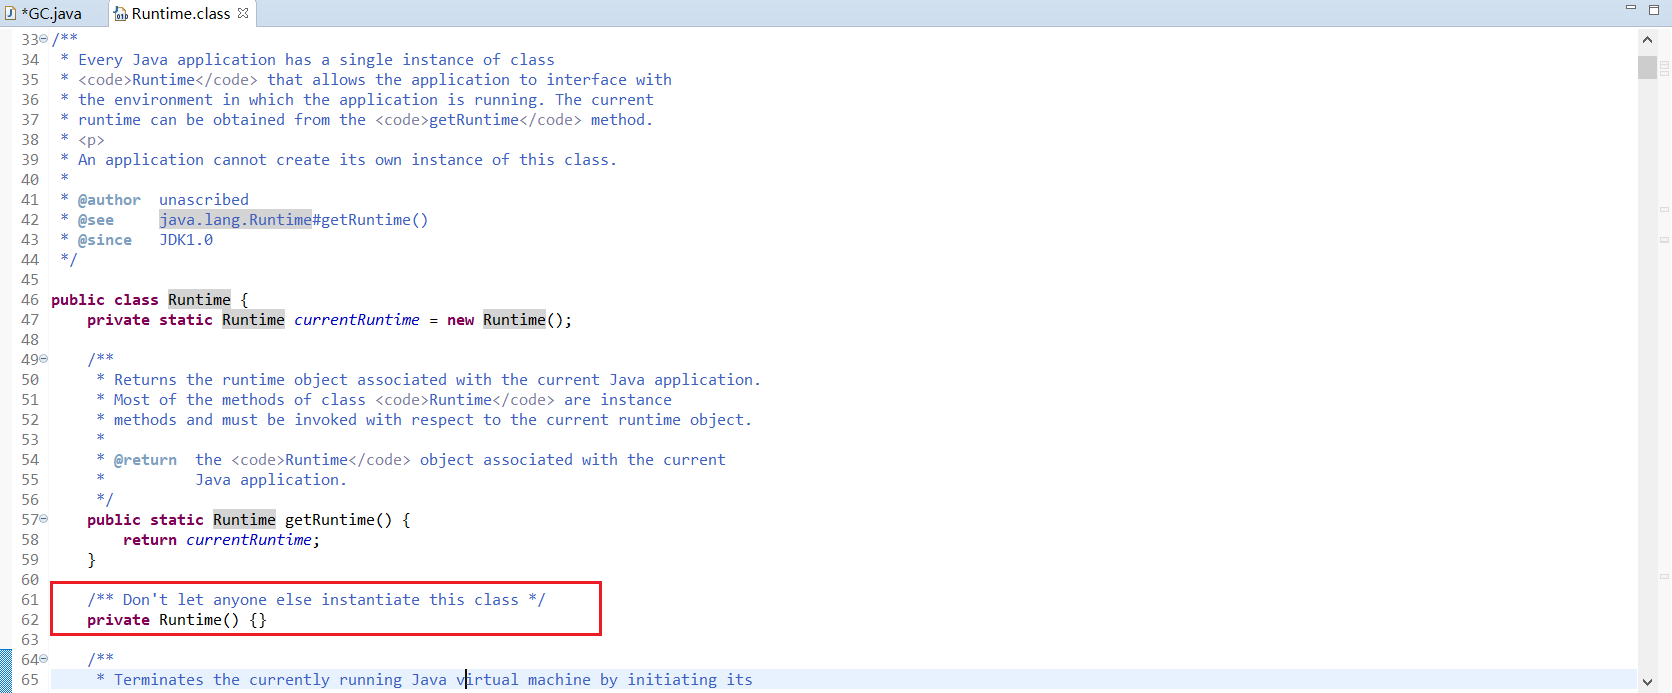 *GC.java Runtime.class
33 /**
34  * Every Java application has a single instance of class
35  * <code>Runtime</code> that allows the application to interface with
36  * the environment in which the application is running. The current
37  * runtime can be obtained from the <code>getRuntime</code> method.
38  * <p>
39  * An application cannot create its own instance of this class.
40  *
41  * @author  unascribed
42  * @see     java.lang.Runtime#getRuntime()
43  * @since   JDK1.0
44  */
45
46 public class Runtime {
47     private static Runtime currentRuntime = new Runtime();
48
49     /**
50      * Returns the runtime object associated with the current Java application.
51      * Most of the methods of class <code>Runtime</code> are instance
52      * methods and must be invoked with respect to the current runtime object.
53      *
54      * @return  the <code>Runtime</code> object associated with the current
55      *          Java application.
56      */
57     public static Runtime getRuntime() {
58         return currentRuntime;
59     }
60
61     /** Don't let anyone else instantiate this class */
62     private Runtime() {}
63
64     /**
65      * Terminates the currently running Java virtual machine by initiating its